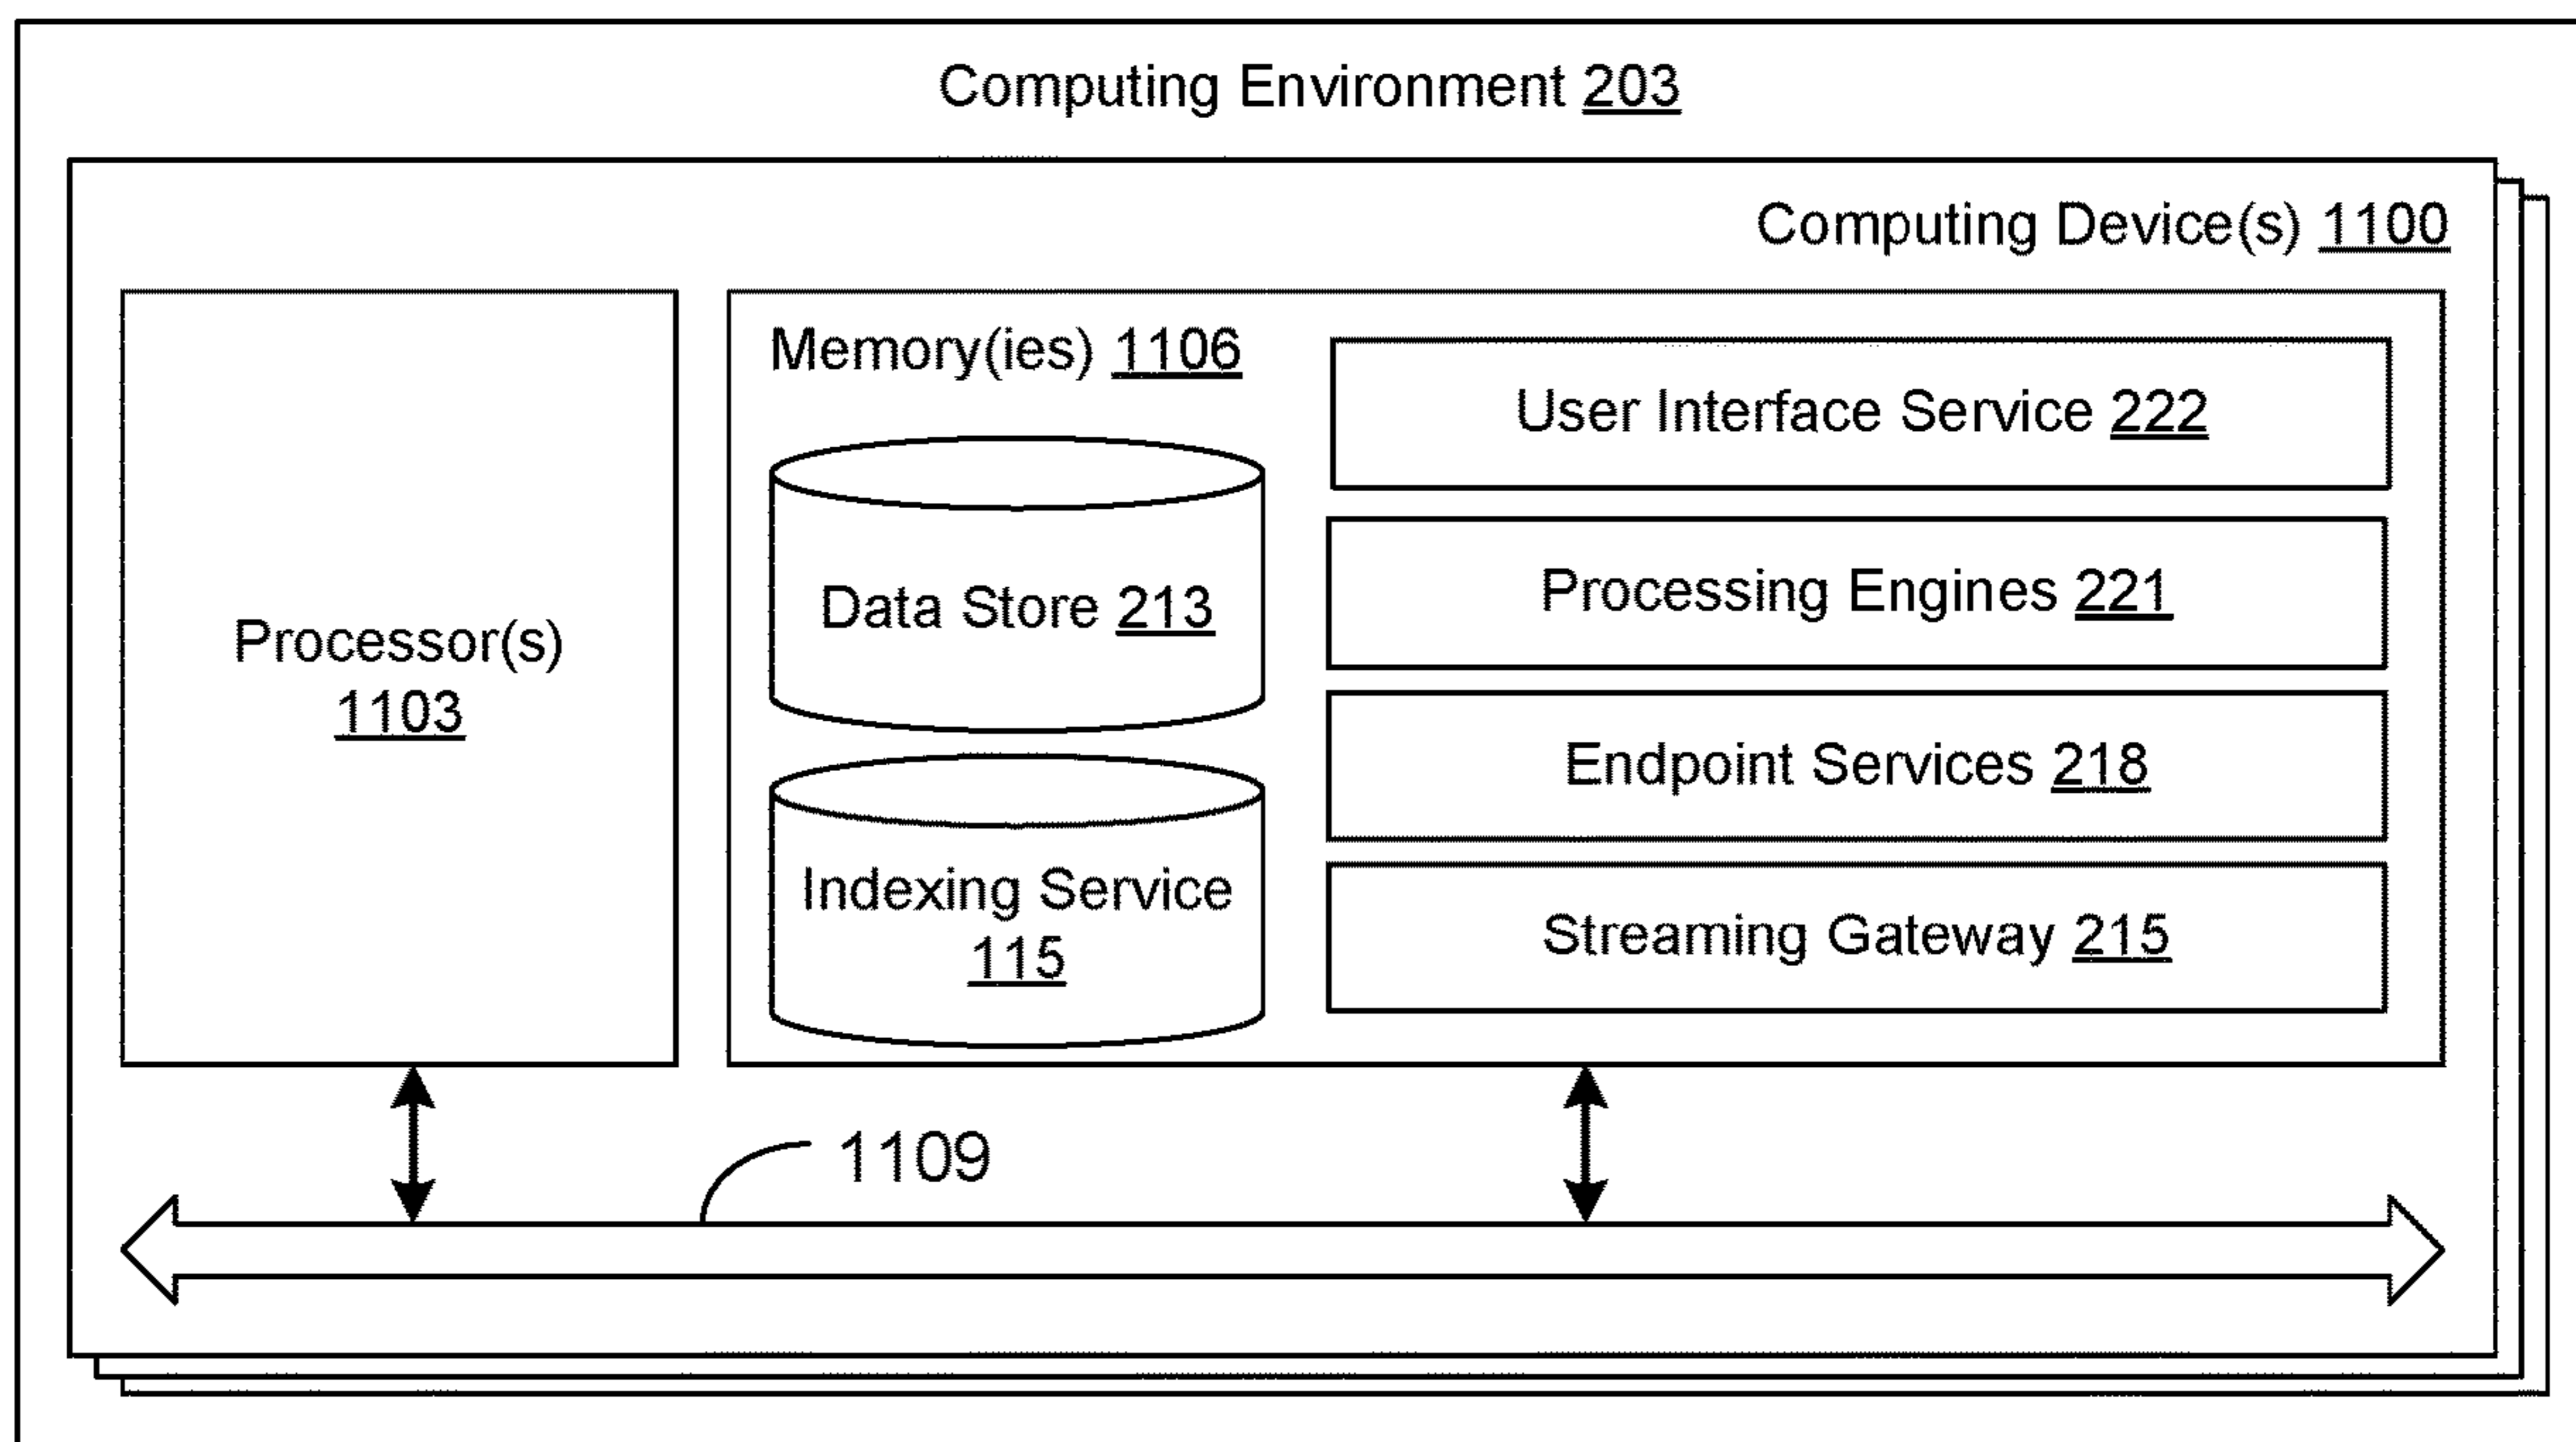 Computing Environment 203
Computing Device(s) 1100
Processor(s)
1103
Memory(ies) 1106
Data Store 213
Indexing Service
115
User Interface Service 222
Processing Engines 221
Endpoint Services 218
Streaming Gateway 215
1109